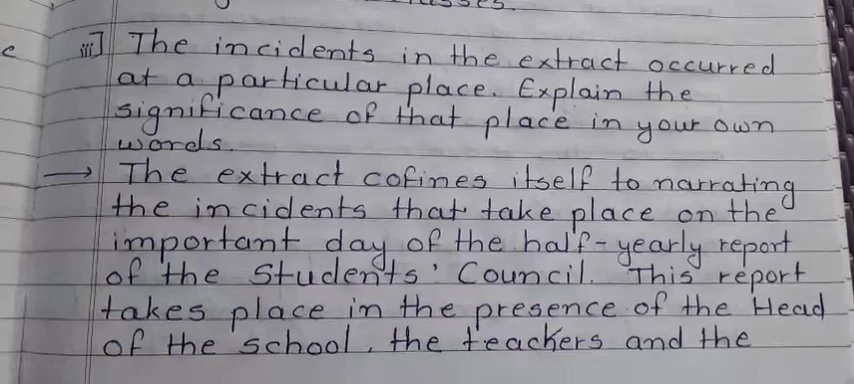 iii] The incidents in the extract occurred
at a particular place. Explain the
significance of that place in your own
words.
→ The extract cofines itself to narrating
the incidents that take place on the
important day of the half-yearly report
of the Students' Council. This report
takes place in the presence of the Head
of the school, the teachers and the